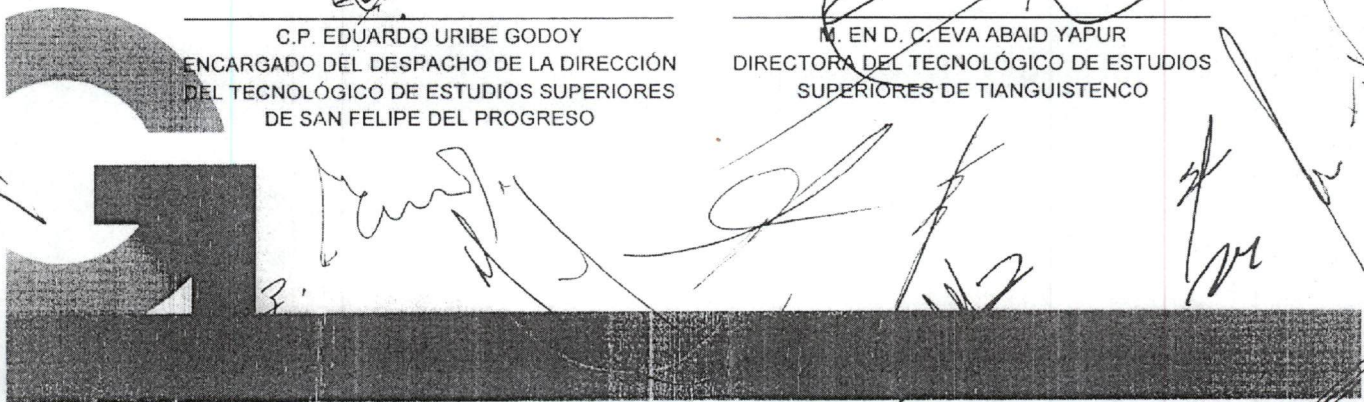 C.P. EDUARDO URIBE GODOY
ENCARGADO DEL DESPACHO DE LA DIRECCIÓN
DEL TECNOLÓGICO DE ESTUDIOS SUPERIORES
DE SAN FELIPE DEL PROGRESO
M. EN D. C. EVA ABAID YAPUR
DIRECTORA DEL TECNOLÓGICO DE ESTUDIOS
SUPERIORES DE TIANGUISTENCO